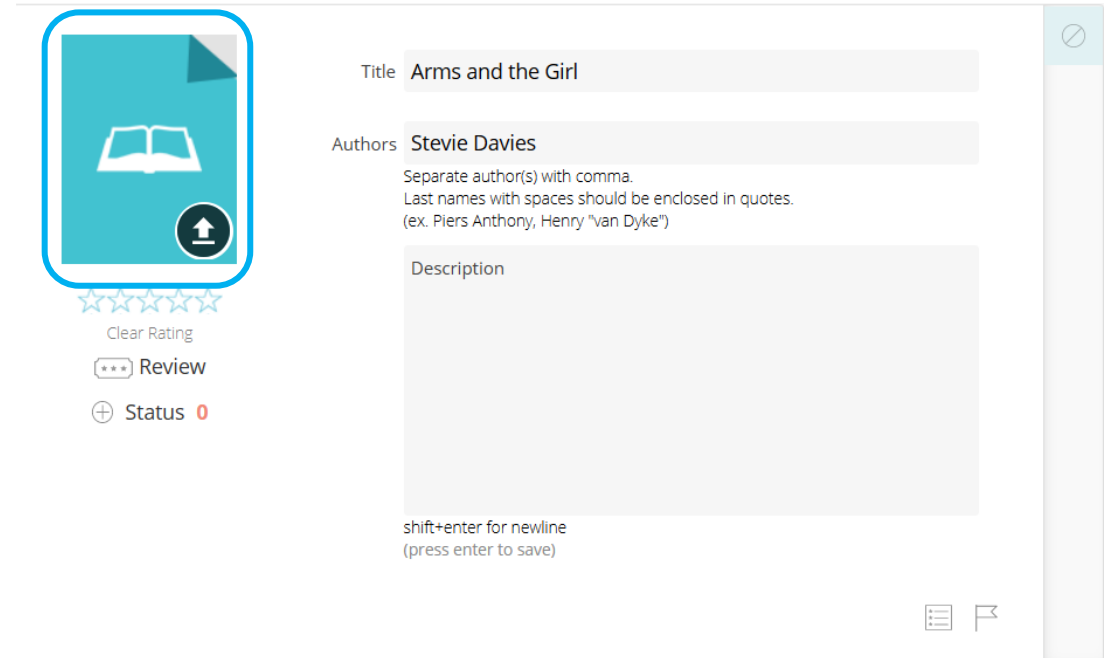 Title Arms and the Girl
Authors Stevie Davies
Separate author(s) with comma.
Last names with spaces should be enclosed in quotes.
(ex. Piers Anthony, Henry "van Dyke")
Description
Clear Rating
Review
Status 0
shift+enter for newline
(press enter to save)